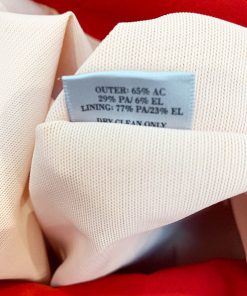 OUTER: 65% AC
29% PA/ 6% EL
LINING: 77% PA/23% EL
DRY CLEAN ONLY